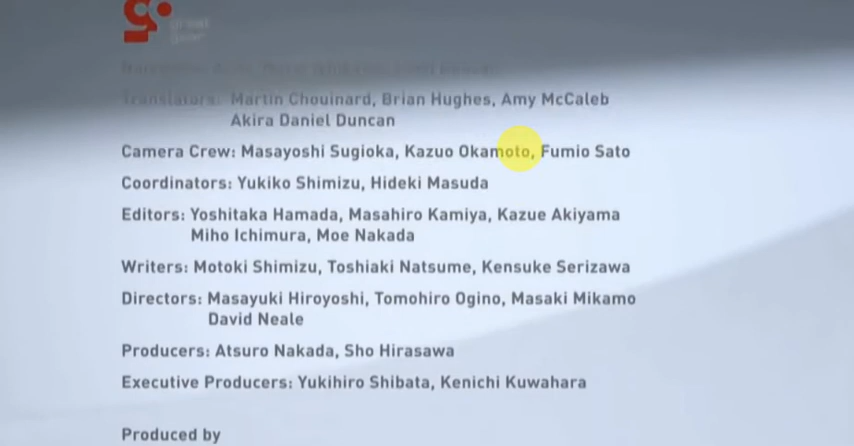 great
gear
Translators: Martin Chouinard, Brian Hughes, Amy McCaleb
Akira Daniel Duncan
Camera Crew: Masayoshi Sugioka, Kazuo Okamoto, Fumio Sato
Coordinators: Yukiko Shimizu, Hideki Masuda
Editors: Yoshitaka Hamada, Masahiro Kamiya, Kazue Akiyama
Miho Ichimura, Moe Nakada
Writers: Motoki Shimizu, Toshiaki Natsume, Kensuke Serizawa
Directors: Masayuki Hiroyoshi, Tomohiro Ogino, Masaki Mikamo
David Neale
Producers: Atsuro Nakada, Sho Hirasawa
Executive Producers: Yukihiro Shibata, Kenichi Kuwahara
Produced by